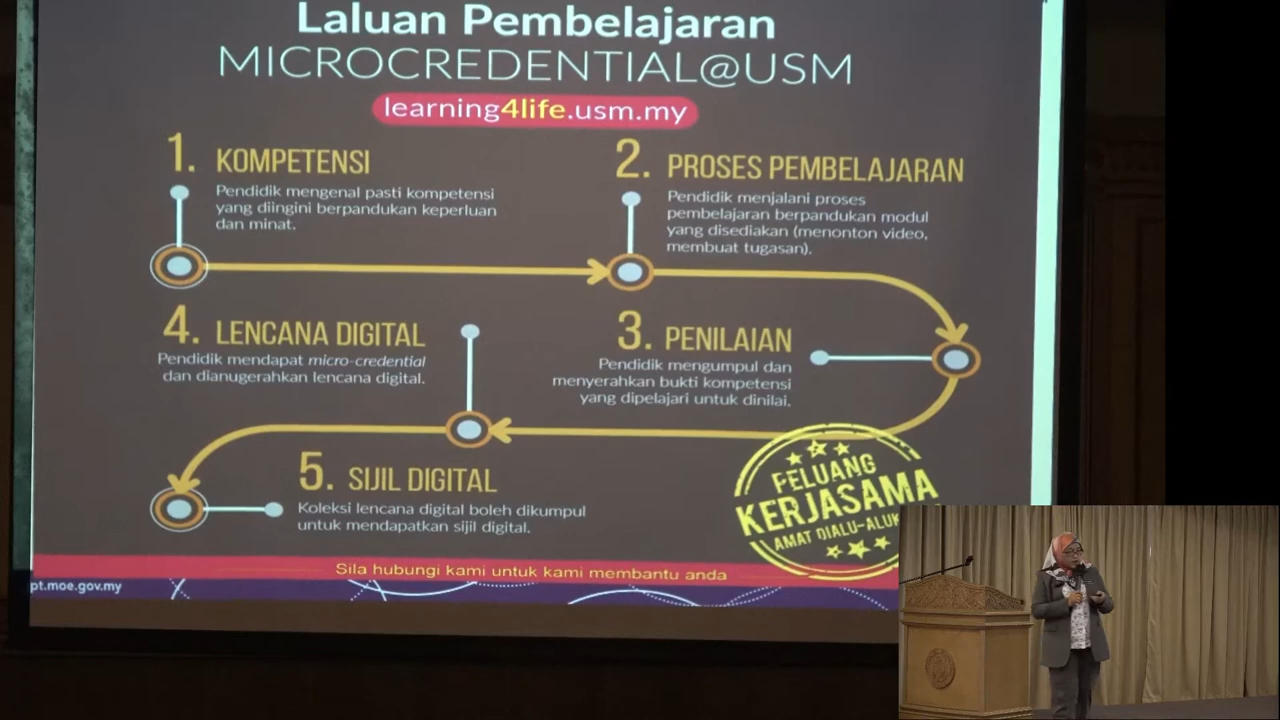 Laluan Pembelajaran
MICROCREDENTIAL@USM
learning4life.usm.my
1. KOMPETENSI
Pendidik mengenal pasti kompetensi
yang diingini berpandukan keperluan
dan minat.
2. PROSES PEMBELAJARAN
Pendidik menjalani proses
pembelajaran berpandukan modul
yang disediakan (menonton video,
membuat tugasan).
3. PENILAIAN
Pendidik mengumpul dan
menyerahkan bukti kompetensi
yang dipelajari untuk dinilai.
4. LENCANA DIGITAL
Pendidik mendapat micro-credential
dan dianugerahkan lencana digital.
5. SIJIL DIGITAL
Koleksi lencana digital boleh dikumpul
untuk mendapatkan sijil digital.
PELUANG
KERJASAMA
AMAT DIALU-ALUK
Sila hubungi kami untuk kami membantu anda
pt.moe.gov.my